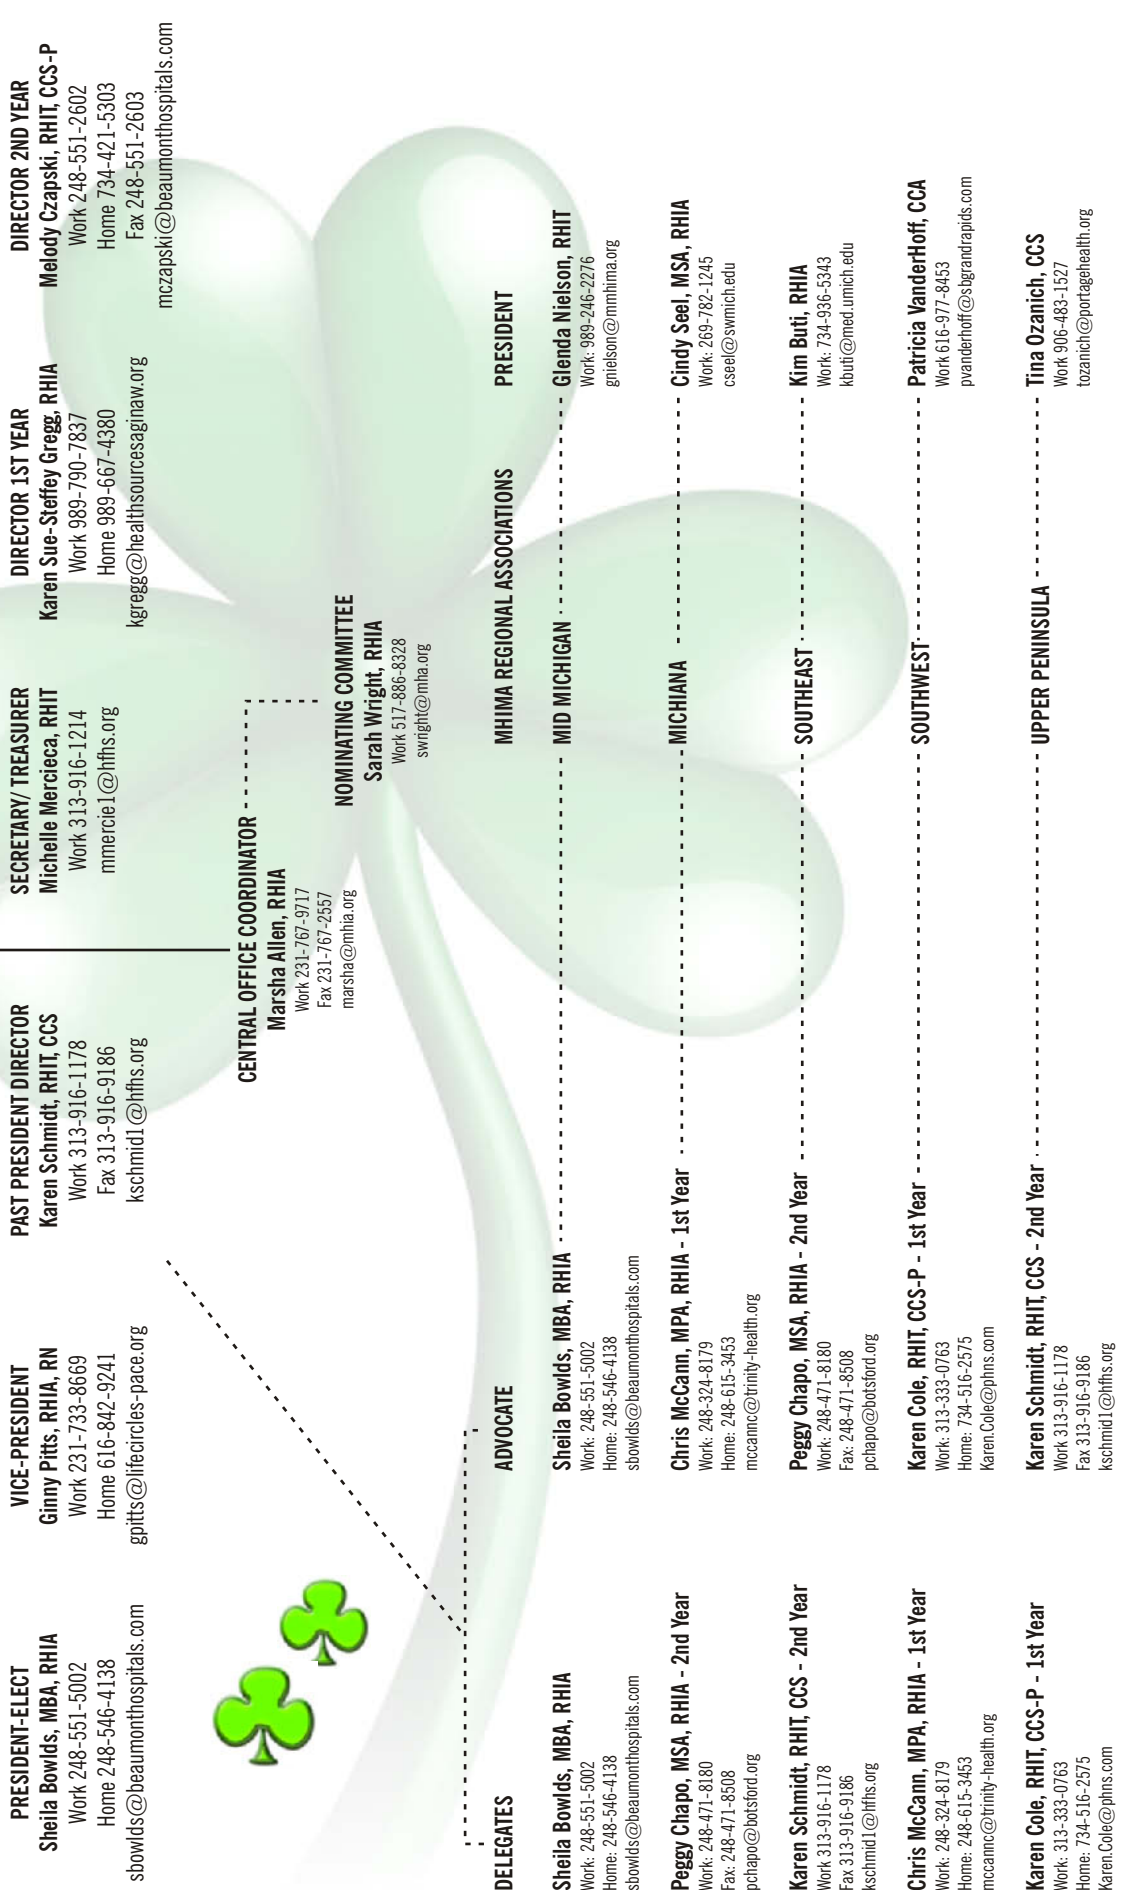 PRESIDENT-ELECT
Sheila Bowlds, MBA, RHIA
Work 248-551-5002
Home 248-546-4138
sbowlds@beaumonthospitals.com
VICE-PRESIDENT
Ginny Pitts, RHIA, RN
Work 231-733-8669
Home 616-842-9241
gpitts@lifecircles-pace.org
PAST PRESIDENT DIRECTOR
Karen Schmidt, RHIT, CCS
Work 313-916-1178
Fax 313-916-9186
kschmid1@hfhs.org
SECRETARY/ TREASURER
Michelle Mercieca, RHIT
Work 313-916-1214
mmercie1@hfhs.org
DIRECTOR 1ST YEAR
Karen Sue-Steffey Gregg, RHIA
Work 989-790-7837
Home 989-667-4380
kgregg@healthsourcesaginaw.org
DIRECTOR 2ND YEAR
Melody Czapski, RHIT, CCS-P
Work 248-551-2602
Home 734-421-5303
Fax 248-551-2603
mczapski@beaumonthospitals.com
CENTRAL OFFICE COORDINATOR
Marsha Allen, RHIA
Work 231-767-9717
Fax 231-767-2557
marsha@mhia.org
NOMINATING COMMITTEE
Sarah Wright, RHIA
Work 517-886-8328
swright@mha.org
DELEGATES
Sheila Bowlds, MBA, RHIA
Work: 248-551-5002
Home: 248-546-4138
sbowlds@beaumonthospitals.com
Peggy Chapo, MSA, RHIA - 2nd Year
Work: 248-471-8180
Fax: 248-471-8508
pchapo@botsford.org
Karen Schmidt, RHIT, CCS - 2nd Year
Work 313-916-1178
Fax 313-916-9186
kschmid1@hfhs.org
Chris McCann, MPA, RHIA - 1st Year
Work: 248-324-8179
Home: 248-615-3453
mccannc@trinity-health.org
Karen Cole, RHIT, CCS-P - 1st Year
Work: 313-333-0763
Home: 734-516-2575
Karen.Cole@phns.com
ADVOCATE
Sheila Bowlds, MBA, RHIA
Work: 248-551-5002
Home: 248-546-4138
sbowlds@beaumonthospitals.com
Chris McCann, MPA, RHIA - 1st Year
Work: 248-324-8179
Home: 248-615-3453
mccannc@trinity-health.org
Peggy Chapo, MSA, RHIA - 2nd Year
Work: 248-471-8180
Fax: 248-471-8508
pchapo@botsford.org
Karen Cole, RHIT, CCS-P - 1st Year
Work: 313-333-0763
Home: 734-516-2575
Karen.Cole@phns.com
Karen Schmidt, RHIT, CCS - 2nd Year
Work 313-916-1178
Fax 313-916-9186
kschmid1@hfhs.org
MHIMA REGIONAL ASSOCIATIONS
MID MICHIGAN
MICHIANA
SOUTHEAST
SOUTHWEST
UPPER PENINSULA
PRESIDENT
Glenda Nielson, RHIT
Work: 989-246-2276
gnielson@mmhima.org
Cindy Seel, MSA, RHIA
Work: 269-782-1245
cseel@swmich.edu
Kim Buti, RHIA
Work: 734-936-5343
kbuti@med.umich.edu
Patricia VanderHoff, CCA
Work 616-977-8453
pvanderhoff@sbgrandrapids.com
Tina Ozanich, CCS
Work 906-483-1527
tozanich@portagehealth.org